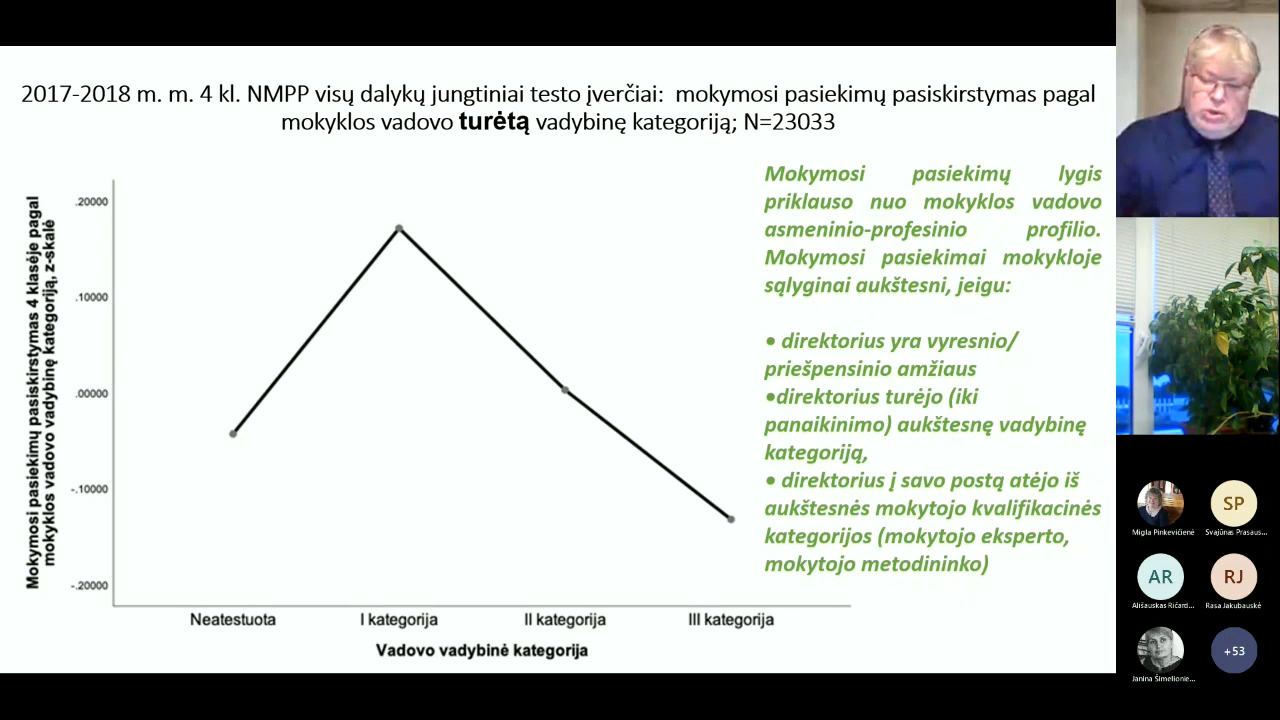 2017-2018 m. m. 4 kl. NMPP visų dalykų jungtiniai testo įverčiai: mokymosi pasiekimų pasiskirstymas pagal
mokyklos vadovo turėtą vadybinę kategoriją; N=23033
Mokymosi pasiekimų pasiskirstymas 4 klasėje pagal
mokyklos vadovo vadybinę kategoriją, z-skalė
.20000
.10000
.00000
-.10000
-.20000
Neatestuota
I kategorija
II kategorija
III kategorija
Vadovo vadybinė kategorija
Mokymosi pasiekimų lygis
priklauso nuo mokyklos vadovo
asmeninio-profesinio profilio.
Mokymosi pasiekimai mokykloje
sąlyginai aukštesni, jeigu:
• direktorius yra vyresnio/
priešpensinio amžiaus
•direktorius turėjo (iki
panaikinimo) aukštesnę vadybinę
kategoriją,
• direktorius į savo postą atėjo iš
aukštesnės mokytojo kvalifikacinės
kategorijos (mokytojo eksperto,
mokytojo metodininko)
Migla Pinkevičienė
SP
Svajūnas Prasaus...
AR
Ališauskas Ričard...
RJ
Rasa Jakubauskė
Janina Šimelionie...
+53